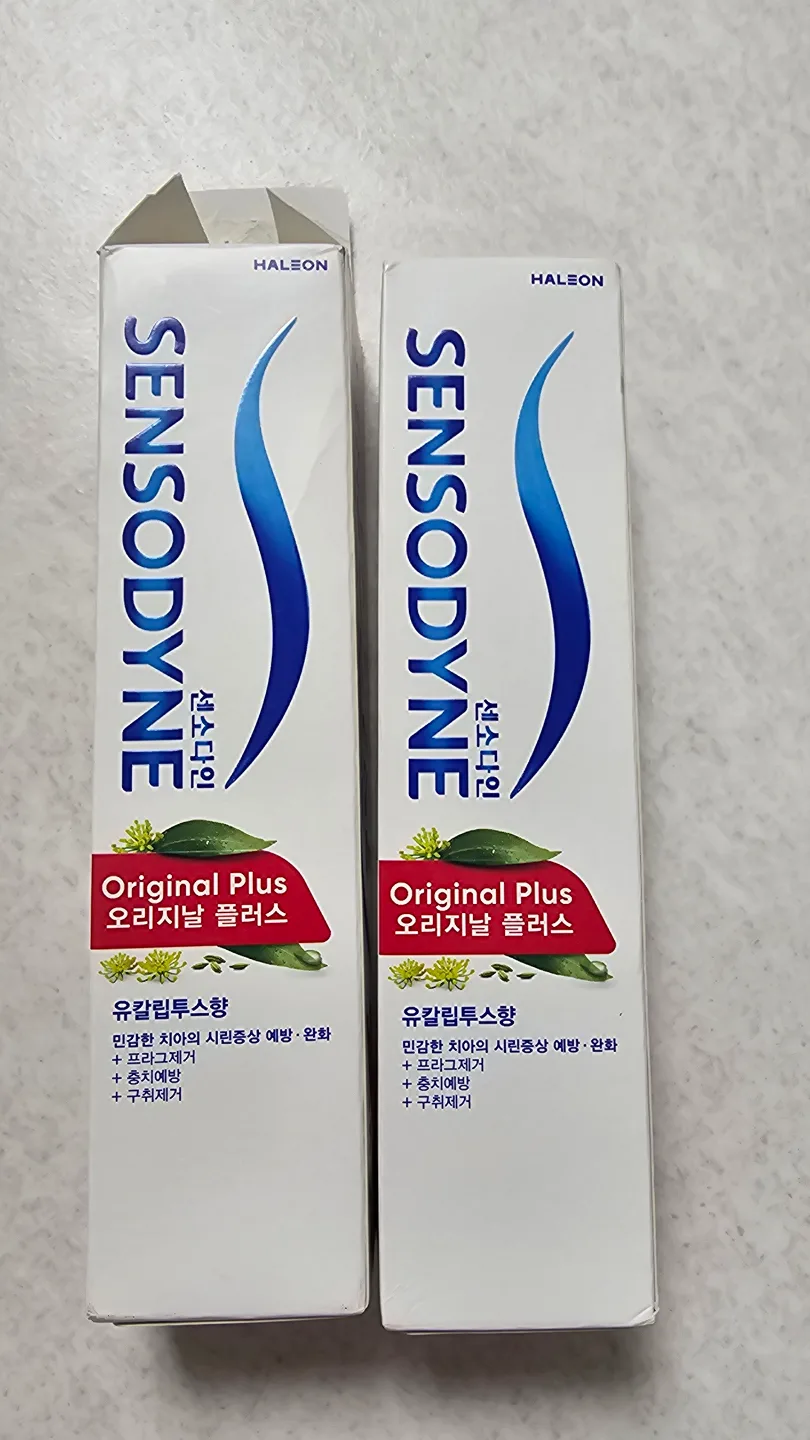 HALEON
SENSODYNE
센소다인
Original Plus
오리지날 플러스
유칼립투스향
민감한 치아의 시린증상 예방·완화
+ 프라그제거
+ 충치예방
+ 구취제거
HALEON
SENSODYNE
센소다인
Original Plus
오리지날 플러스
유칼립투스향
민감한 치아의 시린증상 예방·완화
+ 프라그제거
+ 충치예방
+ 구취제거